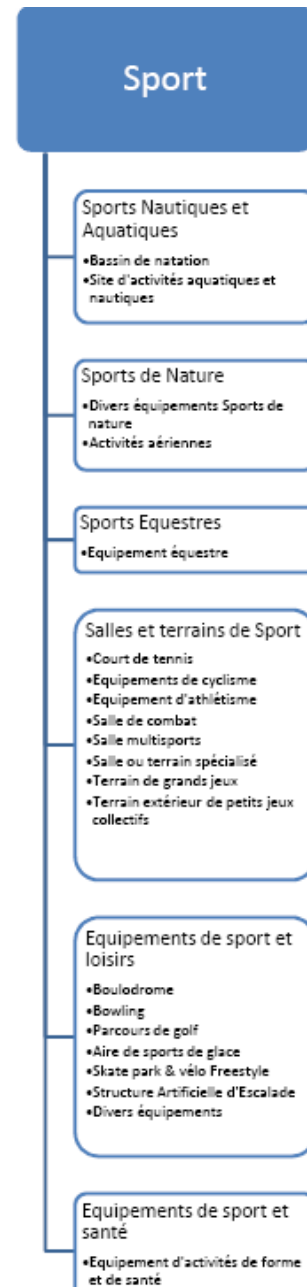 Sport
Sports Nautiques et
Aquatiques
•Bassin de natation
•Site d'activités aquatiques et
nautiques
Sports de Nature
•Divers équipements Sports de
nature
•Activités aériennes
Sports Equestres
•Equipement équestre
Salles et terrains de Sport
•Court de tennis
•Equipements de cyclisme
•Equipement d'athlétisme
•Salle de combat
•Salle multisports
•Salle ou terrain spécialisé
•Terrain de grands jeux
•Terrain extérieur de petits jeux
collectifs
Equipements de sport et
loisirs
•Boulodrome
•Bowling
•Parcours de golf
•Aire de sports de glace
•Skate park & vélo Freestyle
•Structure Artificielle d'Escalade
•Divers équipements
Equipements de sport et
santé
•Equipement d'activités de forme
et de santé